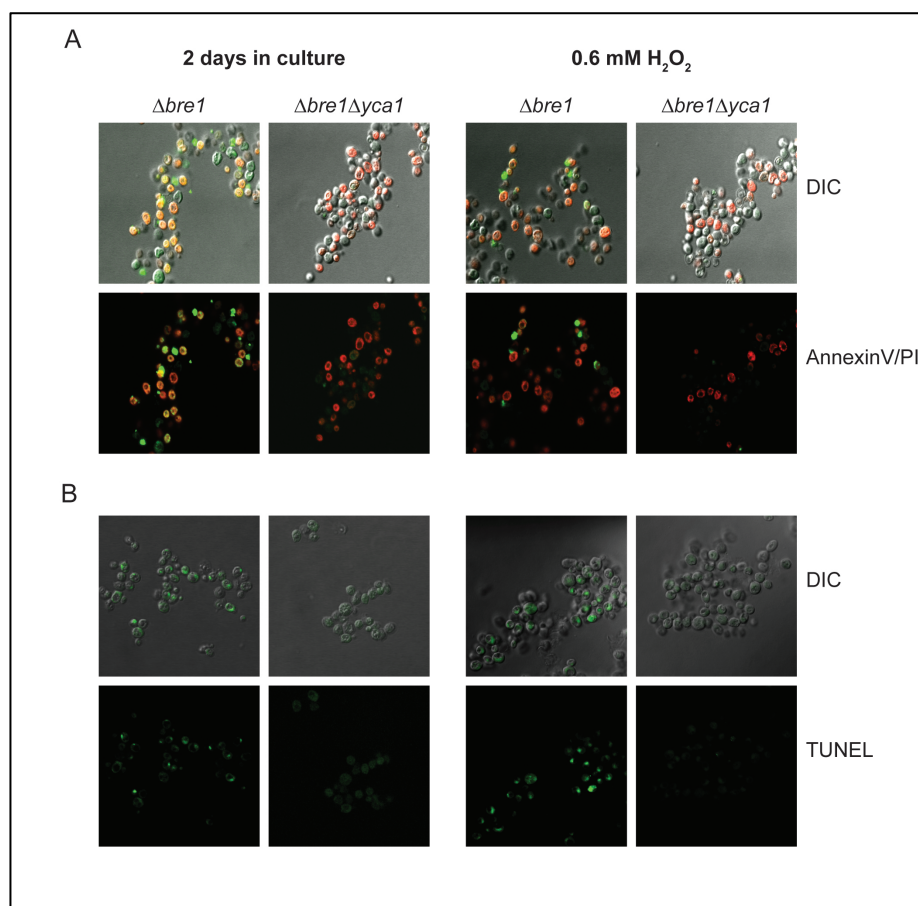 A
2 days in culture 0.6 mM H₂O₂
Δbre1 Δbre1Δyca1 Δbre1 Δbre1Δyca1
DIC
AnnexinV/PI
B
DIC
TUNEL